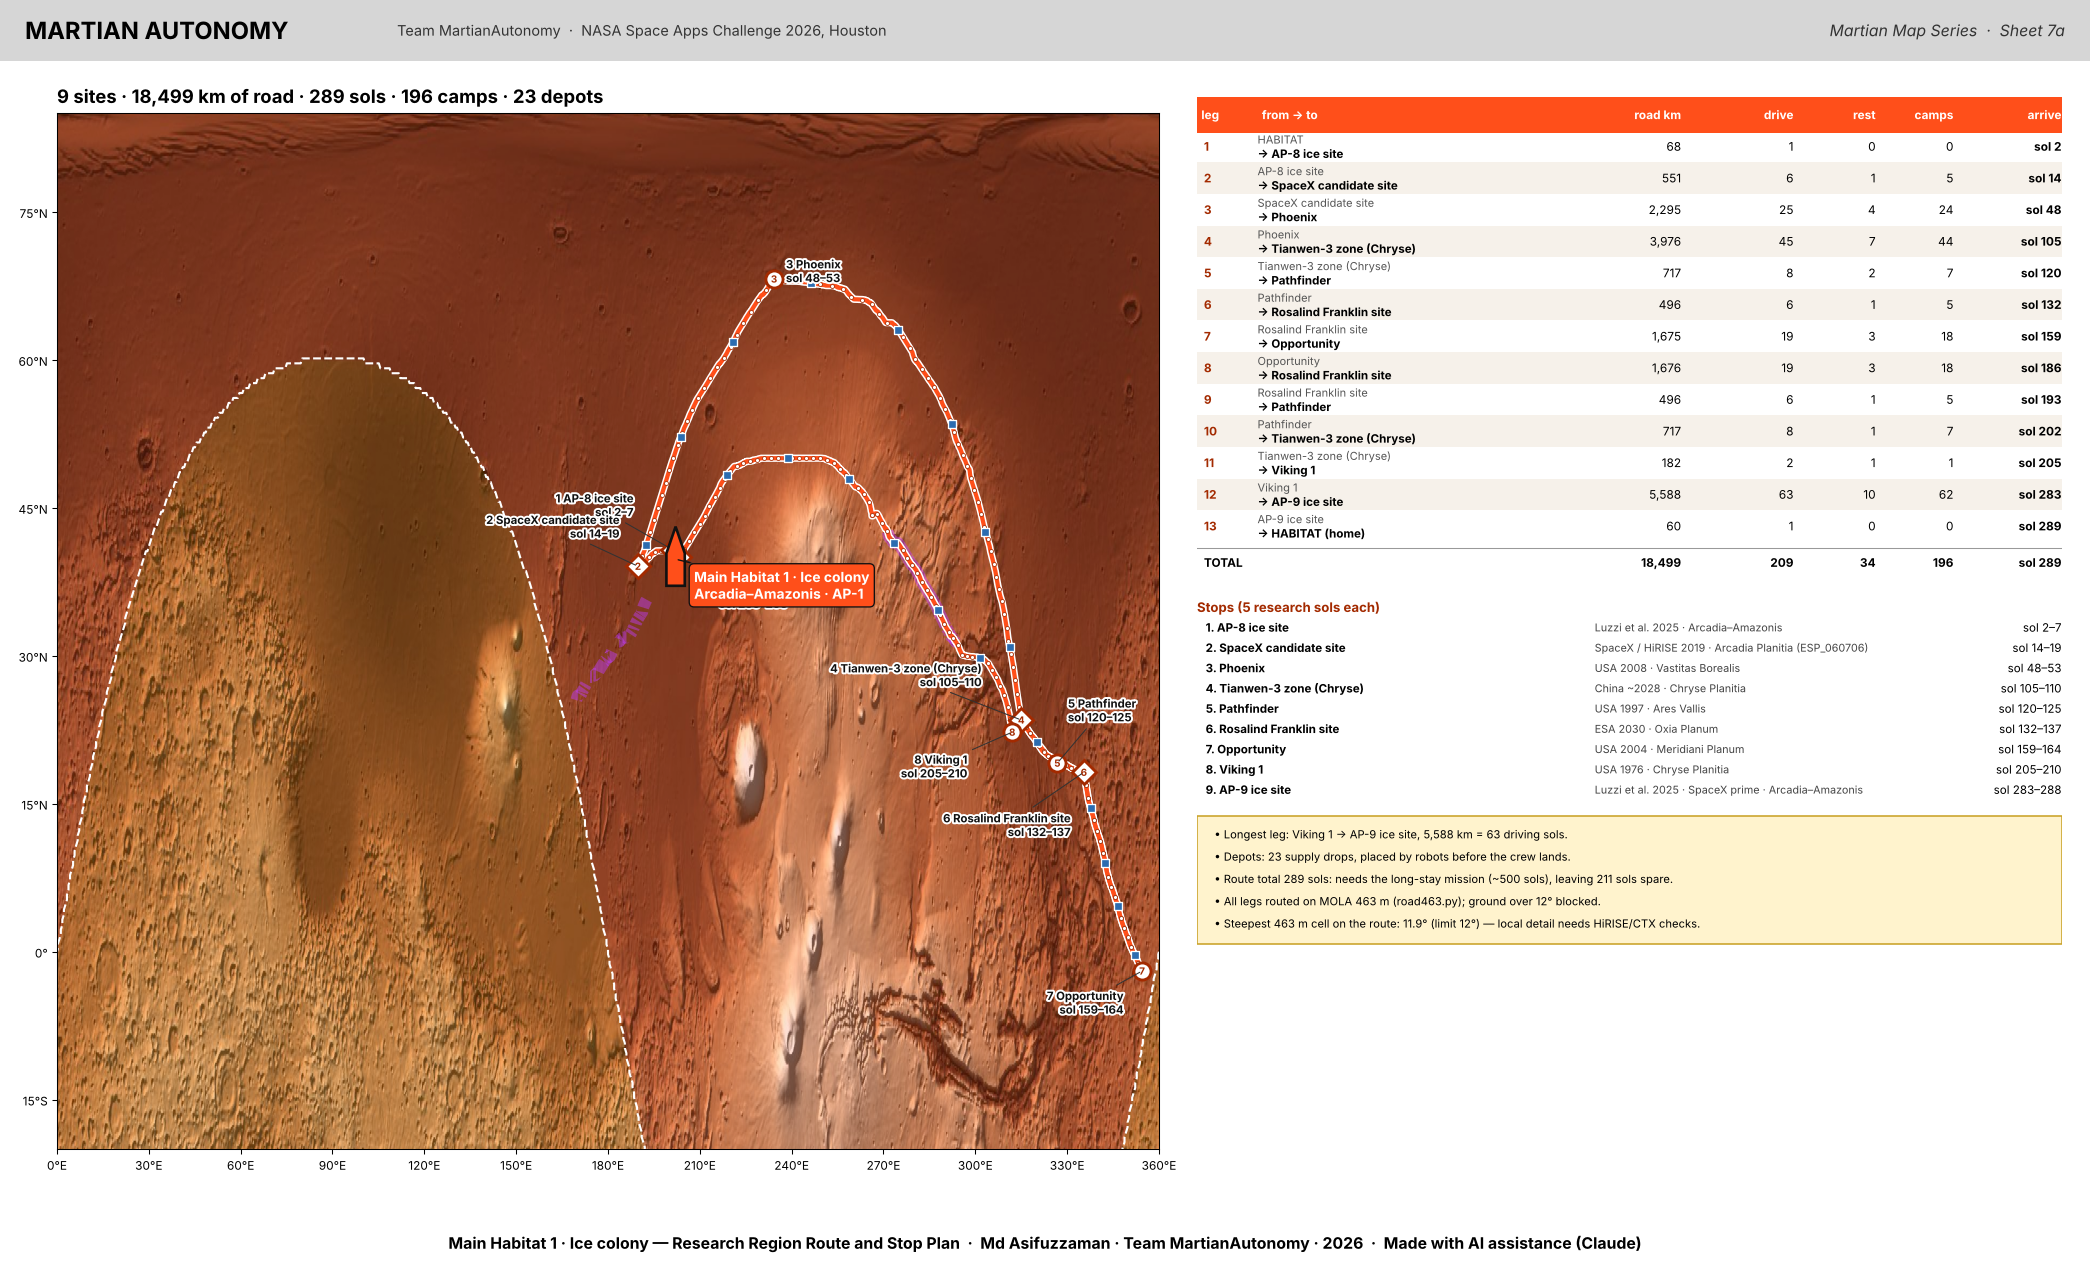 MARTIAN AUTONOMY
Team MartianAutonomy · NASA Space Apps Challenge 2026, Houston
Martian Map Series · Sheet 7a
9 sites · 18,499 km of road · 289 sols · 196 camps · 23 depots
75°N
60°N
45°N
30°N
15°N
0°
15°S
0°E 30°E 60°E 90°E 120°E 150°E 180°E 210°E 240°E 270°E 300°E 330°E 360°E
3
3 Phoenix
sol 48–53
1 AP-8 ice site
sol 2–7
2 SpaceX candidate site
sol 14–19
2
Main Habitat 1 · Ice colony
Arcadia–Amazonis · AP-1
4 Tianwen-3 zone (Chryse)
sol 105–110
4
5 Pathfinder
sol 120–125
8
8 Viking 1
sol 205–210
5
6
6 Rosalind Franklin site
sol 132–137
7
7 Opportunity
sol 159–164
leg from → to road km drive rest camps arrive
1 HABITAT → AP-8 ice site 68 1 0 0 sol 2
2 AP-8 ice site → SpaceX candidate site 551 6 1 5 sol 14
3 SpaceX candidate site → Phoenix 2,295 25 4 24 sol 48
4 Phoenix → Tianwen-3 zone (Chryse) 3,976 45 7 44 sol 105
5 Tianwen-3 zone (Chryse) → Pathfinder 717 8 2 7 sol 120
6 Pathfinder → Rosalind Franklin site 496 6 1 5 sol 132
7 Rosalind Franklin site → Opportunity 1,675 19 3 18 sol 159
8 Opportunity → Rosalind Franklin site 1,676 19 3 18 sol 186
9 Rosalind Franklin site → Pathfinder 496 6 1 5 sol 193
10 Pathfinder → Tianwen-3 zone (Chryse) 717 8 1 7 sol 202
11 Tianwen-3 zone (Chryse) → Viking 1 182 2 1 1 sol 205
12 Viking 1 → AP-9 ice site 5,588 63 10 62 sol 283
13 AP-9 ice site → HABITAT (home) 60 1 0 0 sol 289
TOTAL 18,499 209 34 196 sol 289
Stops (5 research sols each)
1. AP-8 ice site Luzzi et al. 2025 · Arcadia–Amazonis sol 2–7
2. SpaceX candidate site SpaceX / HiRISE 2019 · Arcadia Planitia (ESP_060706) sol 14–19
3. Phoenix USA 2008 · Vastitas Borealis sol 48–53
4. Tianwen-3 zone (Chryse) China ~2028 · Chryse Planitia sol 105–110
5. Pathfinder USA 1997 · Ares Vallis sol 120–125
6. Rosalind Franklin site ESA 2030 · Oxia Planum sol 132–137
7. Opportunity USA 2004 · Meridiani Planum sol 159–164
8. Viking 1 USA 1976 · Chryse Planitia sol 205–210
9. AP-9 ice site Luzzi et al. 2025 · SpaceX prime · Arcadia–Amazonis sol 283–288
• Longest leg: Viking 1 → AP-9 ice site, 5,588 km = 63 driving sols.
• Depots: 23 supply drops, placed by robots before the crew lands.
• Route total 289 sols: needs the long-stay mission (~500 sols), leaving 211 sols spare.
• All legs routed on MOLA 463 m (road463.py); ground over 12° blocked.
• Steepest 463 m cell on the route: 11.9° (limit 12°) — local detail needs HiRISE/CTX checks.
Main Habitat 1 · Ice colony — Research Region Route and Stop Plan · Md Asifuzzaman · Team MartianAutonomy · 2026 · Made with AI assistance (Claude)